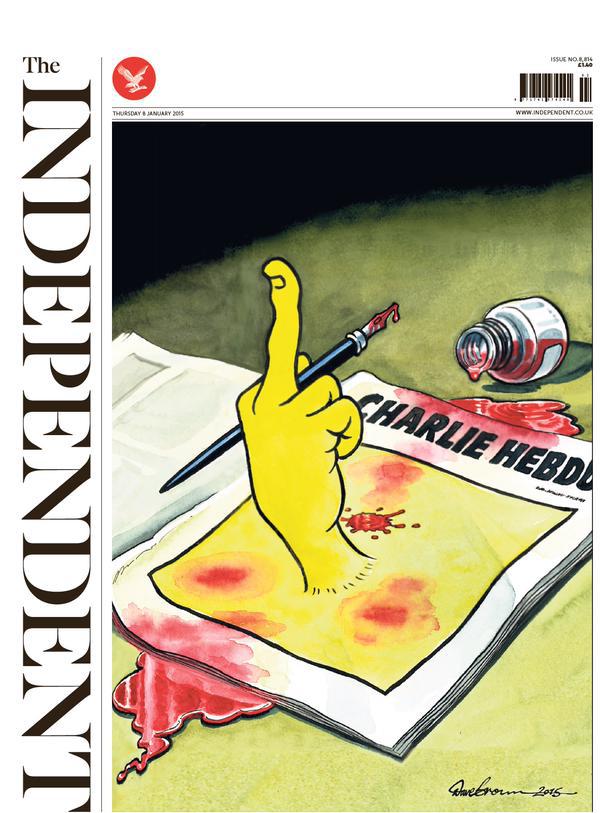 The
INDEPENDENT
ISSUE NO.8,814
£1.40
THURSDAY 8 JANUARY 2015
WWW.INDEPENDENT.CO.UK
CHARLIE HEBDO
Dave Brown 2015